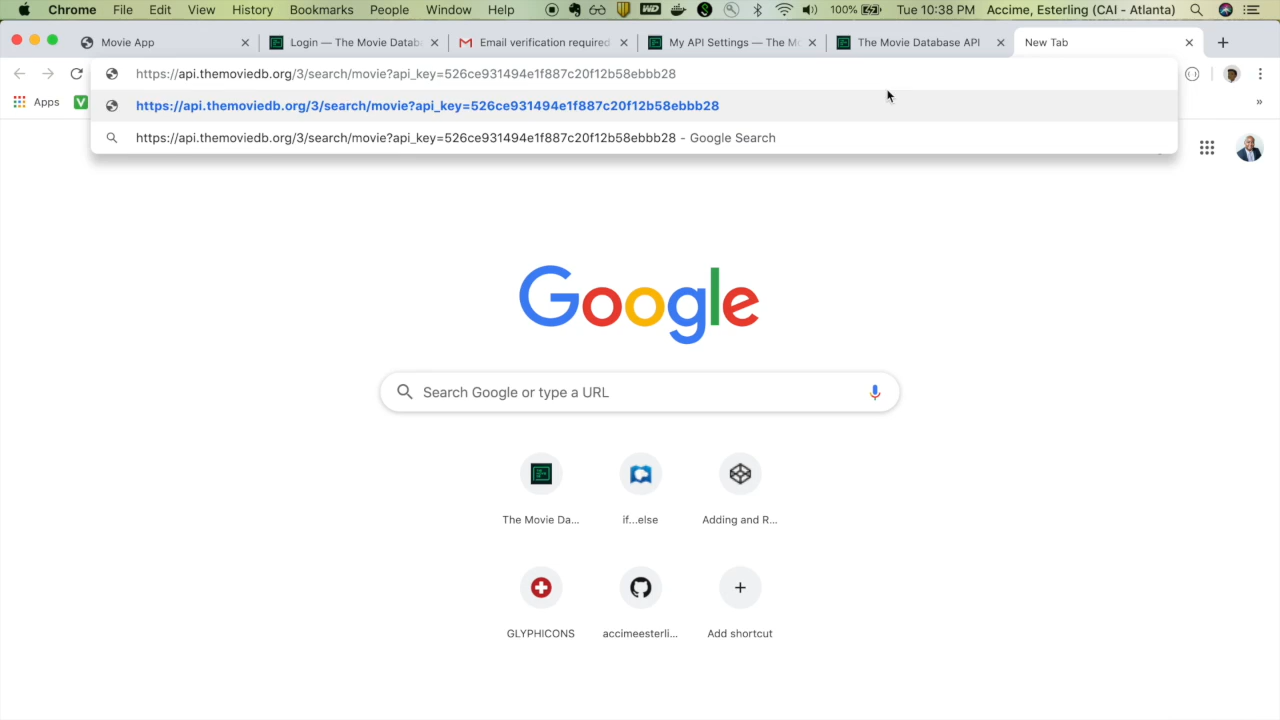 Chrome File Edit View History Bookmarks People Window Help WD S 100% Tue 10:38 PM Accime, Esterling (CAI - Atlanta)
Movie App Login — The Movie Datab My API Settings — The M Email verification required The Movie Database API New Tab
https://api.themoviedb.org/3/search/movie?api_key=526ce931494e1f887c20f12b58ebbb28
Apps V https://api.themoviedb.org/3/search/movie?api_key=526ce931494e1f887c20f12b58ebbb28 »
https://api.themoviedb.org/3/search/movie?api_key=526ce931494e1f887c20f12b58ebbb28 - Google Search
Google
Search Google or type a URL
The Movie Da... if...else Adding and R...
GLYPHICONS accimeesterli... Add shortcut